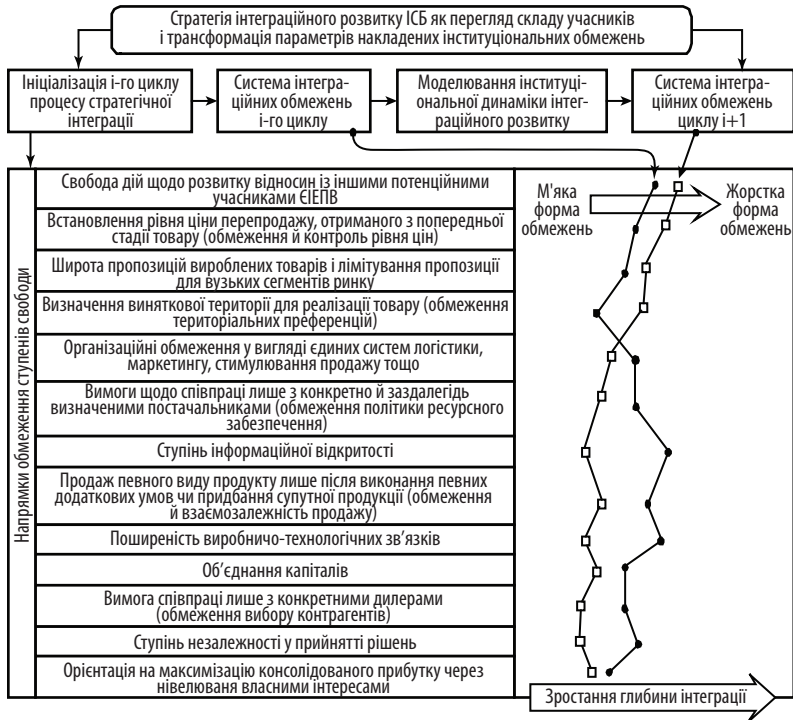 Стратегія інтеграційного розвитку ІСБ як перегляд складу учасників
і трансформація параметрів накладених інституціональних обмежень
Ініціалізація і-го циклу
процесу стратегічної
інтеграції
Система інтегра-
ційних обмежень
і-го циклу
Моделювання інституці-
ональної динаміки інтег-
раційного розвитку
Система інтегра-
ційних обмежень
циклу і+1
Напрямки обмеження ступенів свободи
Свобода дій щодо розвитку відносин із іншими потенційними
учасниками ЄІЕПВ
Встановлення рівня ціни перепродажу, отриманого з попередньої
стадії товару (обмеження й контроль рівня цін)
Широта пропозицій вироблених товарів і лімітування пропозиції
для вузьких сегментів ринку
Визначення виняткової території для реалізації товару (обмеження
територіальних преференцій)
Організаційні обмеження у вигляді єдиних систем логістики,
маркетингу, стимулювання продажу тощо
Вимоги щодо співпраці лише з конкретно й заздалегідь
визначеними постачальниками (обмеження політики ресурсного
забезпечення)
Ступінь інформаційної відкритості
Продаж певного виду продукту лише після виконання певних
додаткових умов чи придбання супутної продукції (обмеження
й взаємозалежність продажу)
Поширеність виробничо-технологічних зв’язків
Об’єднання капіталів
Вимога співпраці лише з конкретними дилерами
(обмеження вибору контрагентів)
Ступінь незалежності у прийнятті рішень
Орієнтація на максимізацію консолідованого прибутку через
нівелюваня власними інтересами
М'яка
форма
обмежень
Жорстка
форма
обмежень
Зростання глибини інтеграції